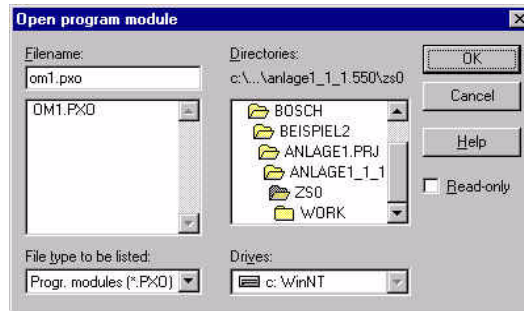 Open program module
Filename:
om1.pxo
OM1.PXO
File type to be listed:
Progr. modules (*.PXO)
Directories:
c:\...\anlage1_1_1.550\zs0
BOSCH
BEISPIEL2
ANLAGE1.PRJ
ANLAGE1_1_1
ZS0
WORK
Drives:
c: WinNT
OK
Cancel
Help
Read-only